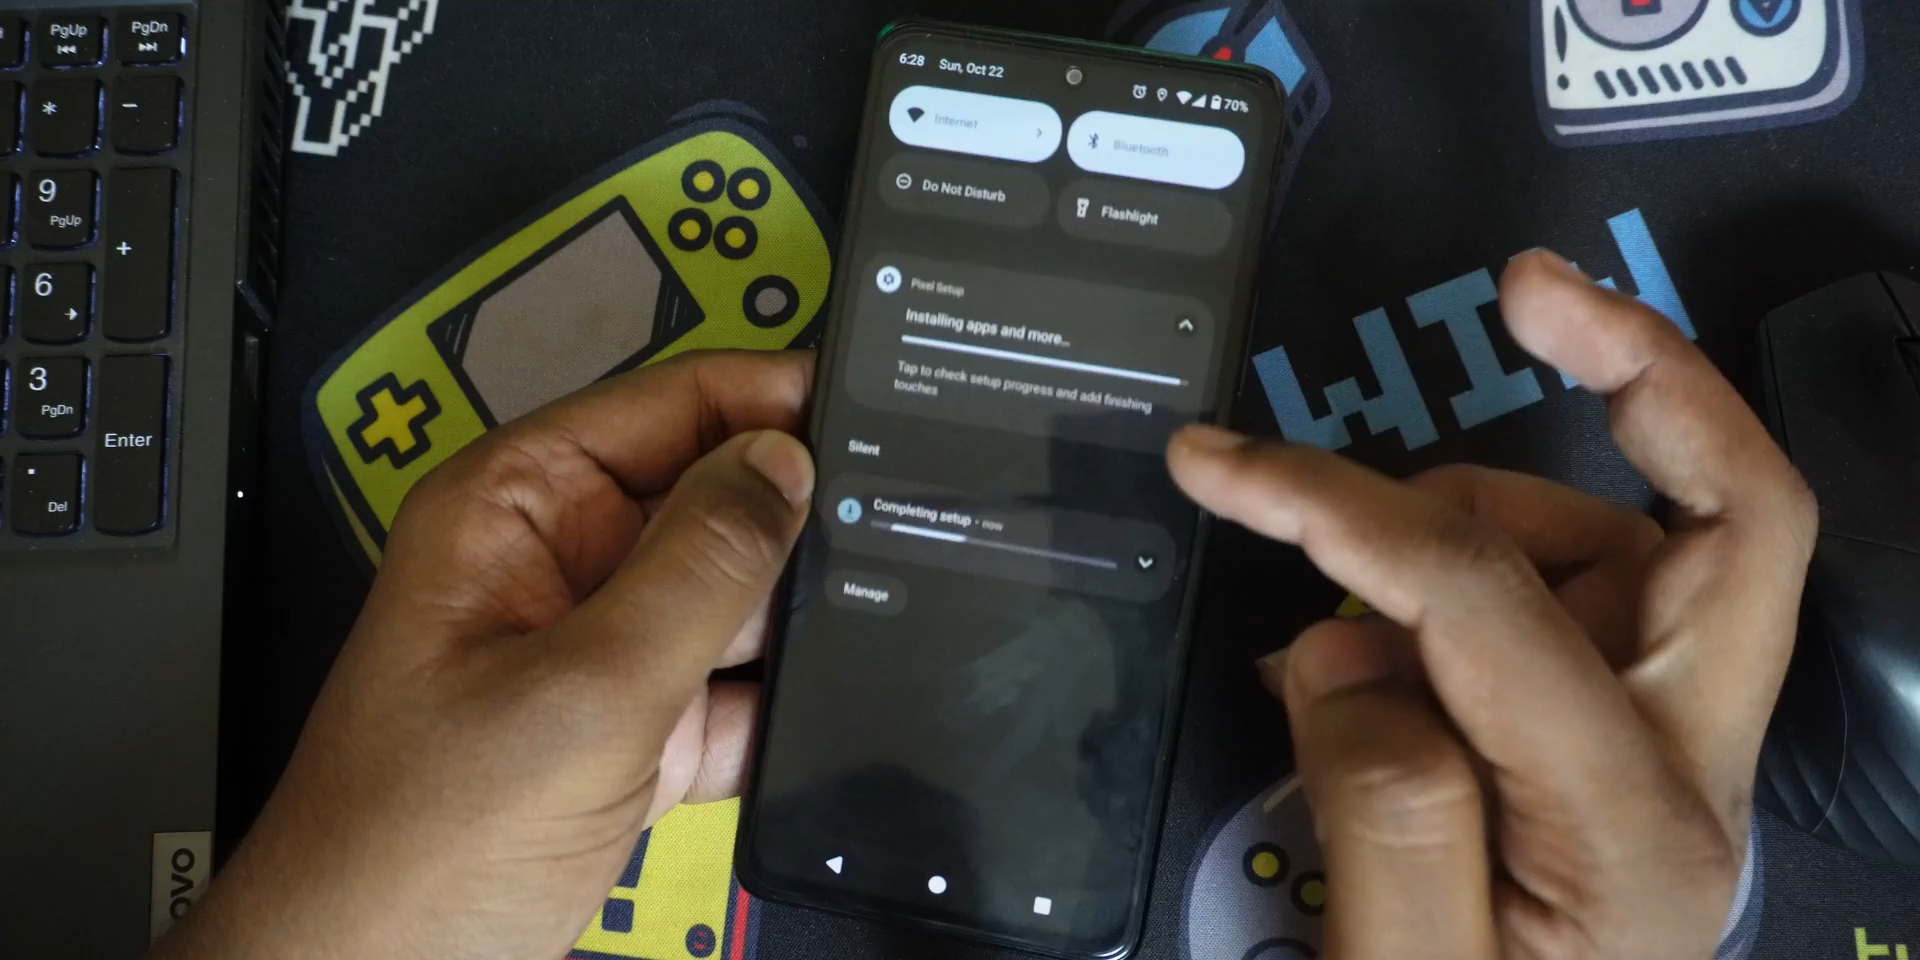 PgUp
PgDn
*
-
9
PgUp
+
6
3
PgDn
Enter
.
Del
OVO
6:28 Sun, Oct 22
70%
Internet
Bluetooth
Do Not Disturb
Flashlight
Pixel Setup
Installing apps and more...
Tap to check setup progress and add finishing
touches
Silent
Completing setup • now
Manage
WIN